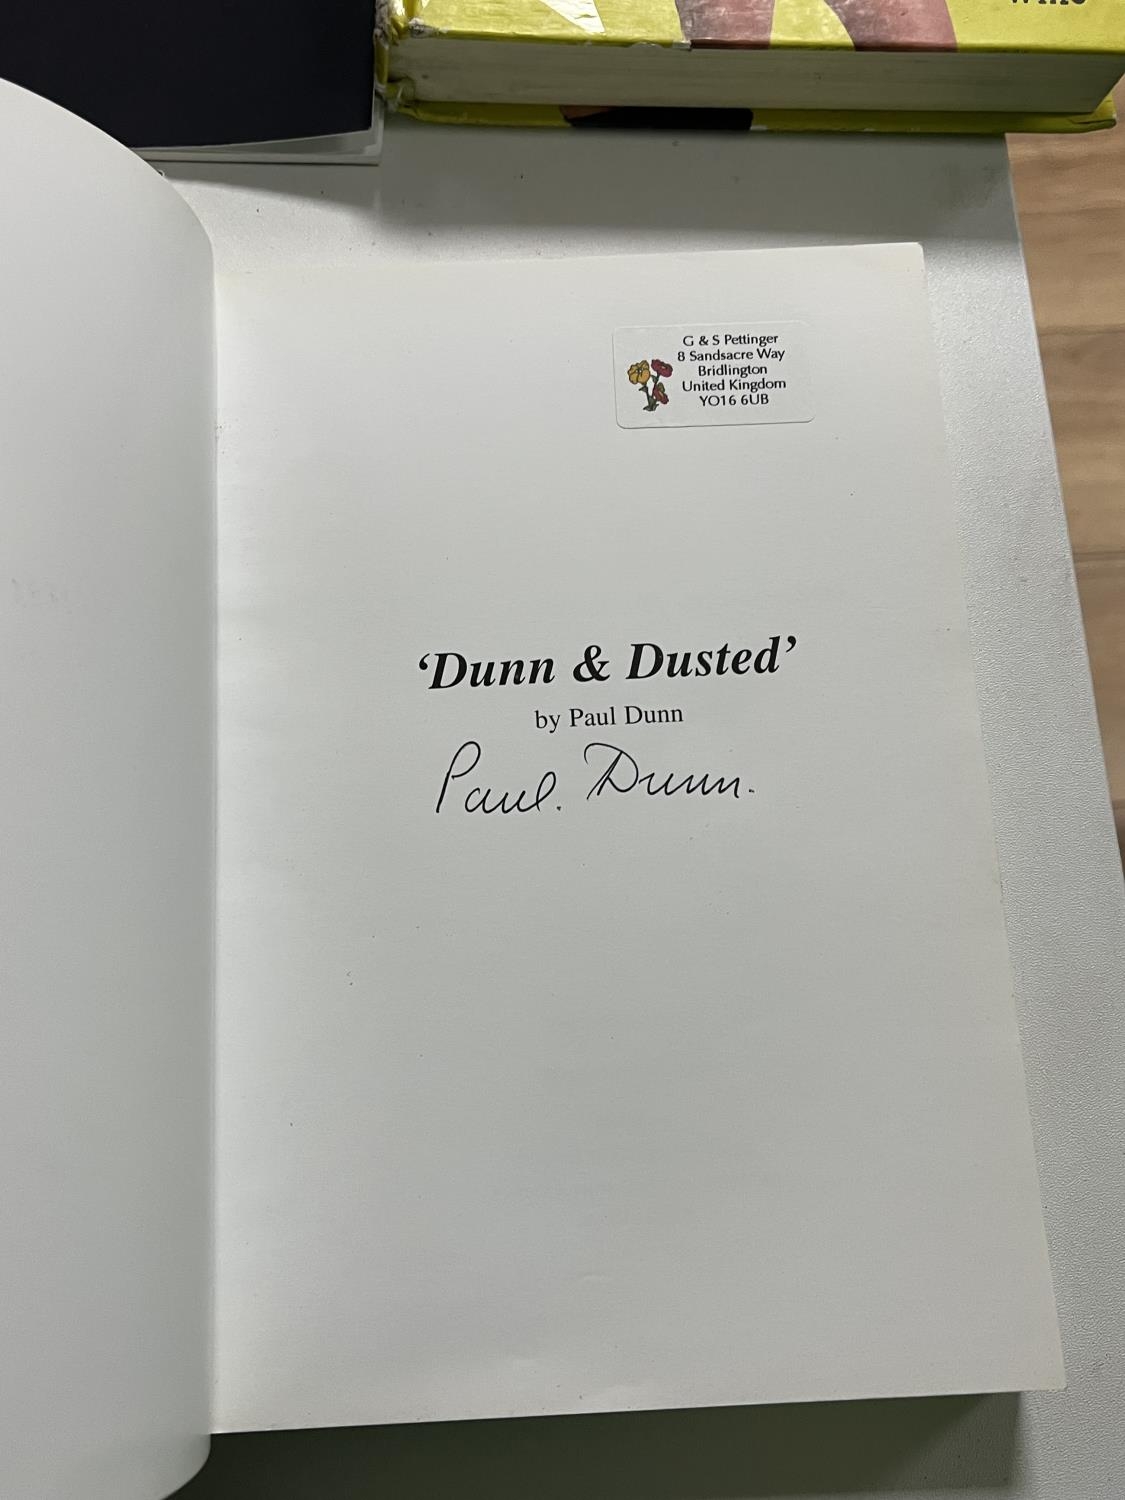 G & S Pettinger
8 Sandsacre Way
Bridlington
United Kingdom
YO16 6UB
‘Dunn & Dusted’
by Paul Dunn
Paul. Dunn.